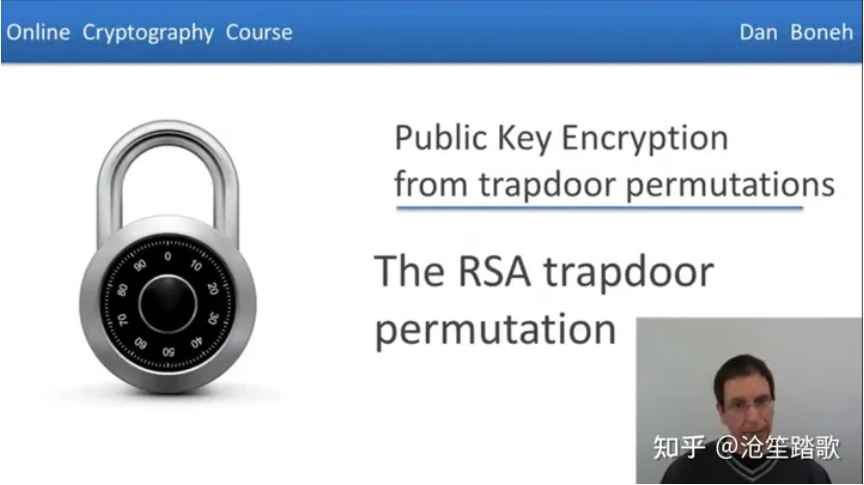 Online Cryptography Course
Dan Boneh
Public Key Encryption
from trapdoor permutations
The RSA trapdoor
permutation
0
10
20
30
40
50
60
70
80
90
知乎 @沧笙踏歌